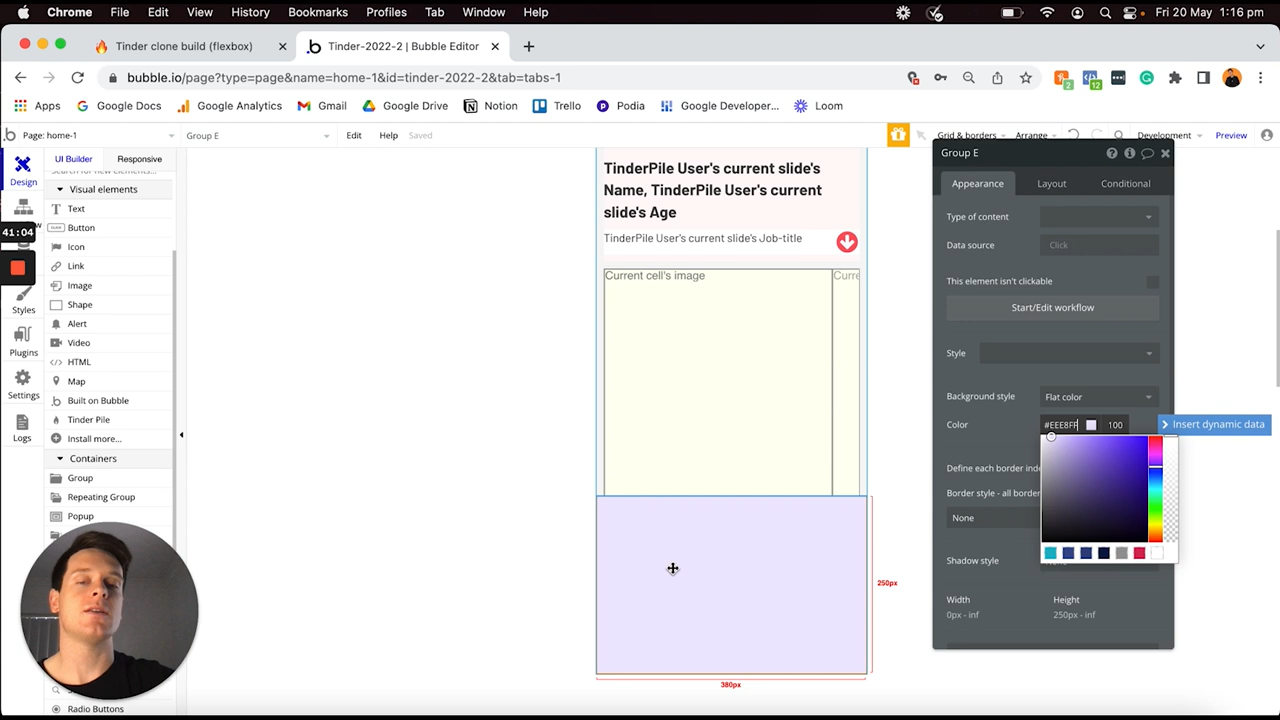 Chrome File Edit View History Bookmarks Profiles Tab Window Help Fri 20 May 1:16 pm
Tinder clone build (flexbox) Tinder-2022-2 | Bubble Editor
bubble.io/page?type=page&name=home-1&id=tinder-2022-2&tab=tabs-1 2 12
Apps Google Docs Google Analytics Gmail Google Drive Notion Trello Podia Google Developer... Loom
Page: home-1 Group E Edit Help Saved Grid & borders Arrange Development Preview
UI Builder Responsive
Design
Visual elements
Text
Button
Icon
Link
Image
Shape
Alert
Video
HTML
Map
Built on Bubble
Tinder Pile
Install more...
Containers
Group
Repeating Group
Popup
Radio Buttons
41:04
Styles
Plugins
Settings
Logs
TinderPile User's current slide's
Name, TinderPile User's current
slide's Age
TinderPile User's current slide's Job-title
Current cell's image Curre
250px
380px
Group E
Appearance Layout Conditional
Type of content
Data source Click
This element isn't clickable
Start/Edit workflow
Style
Background style Flat color
Color #EEE8FF 100 Insert dynamic data
Define each border inde
Border style - all border
None
Shadow style
Width Height
0px - inf 250px - inf